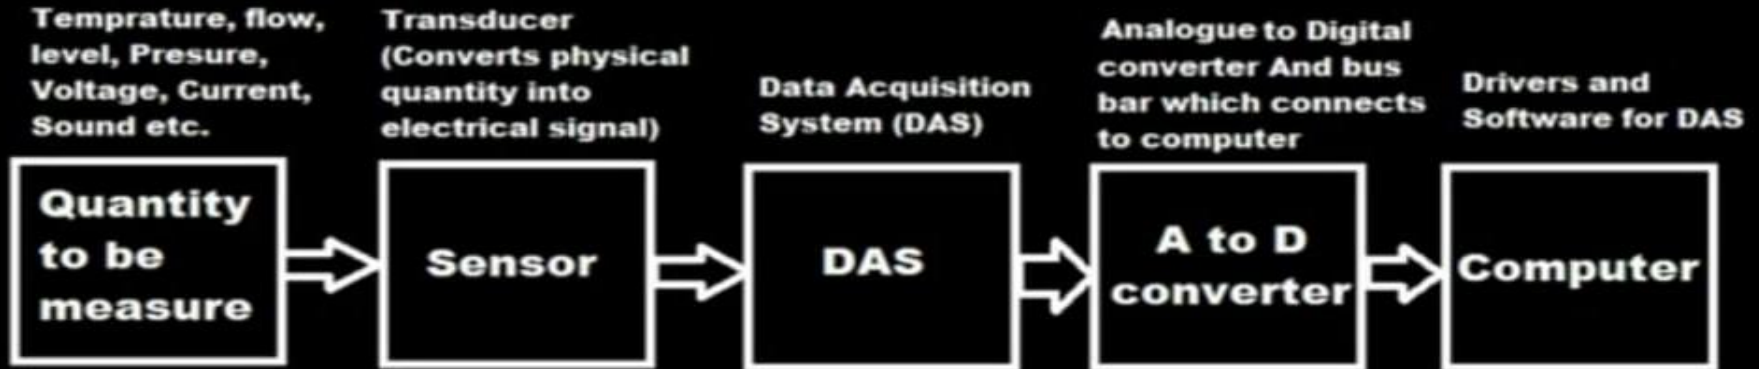 Temprature, flow,
level, Presure,
Voltage, Current,
Sound etc.
Transducer
(Converts physical
quantity into
electrical signal)
Data Acquisition
System (DAS)
Analogue to Digital
converter And bus
bar which connects
to computer
Drivers and
Software for DAS
Quantity
to be
measure
Sensor
DAS
A to D
converter
Computer